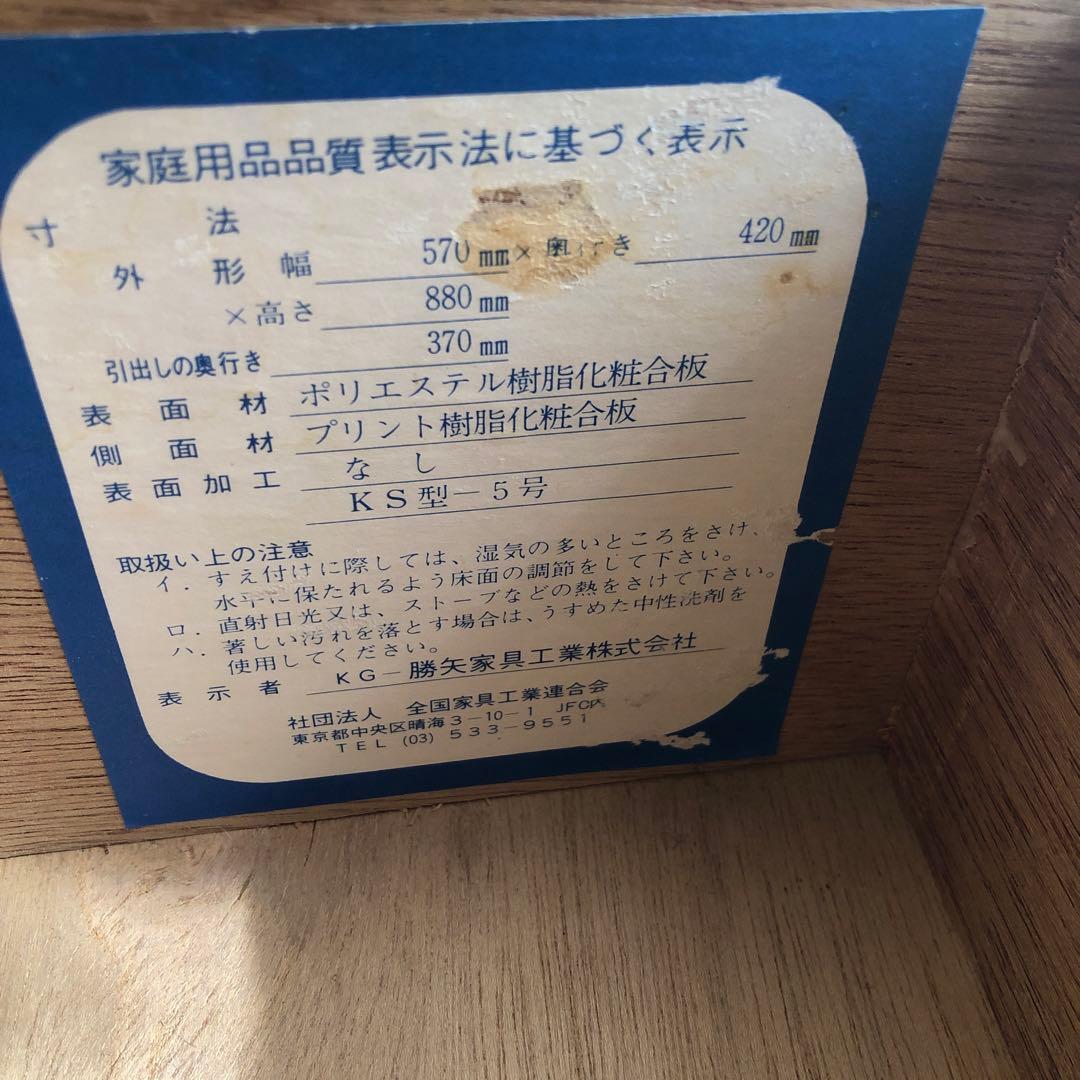 家庭用品品質表示法に基づく表示
寸法
外形幅 570mm×奥行き 420mm
×高さ 880mm
引出しの奥行き 370mm
表面材 ポリエステル樹脂化粧合板
側面材 プリント樹脂化粧合板
表面加工 なし
KS型-5号
取扱い上の注意
イ. すえ付けに際しては、湿気の多いところをさけ、
水平に保たれるよう床面の調節をして下さい。
ロ. 直射日光又は、ストーブなどの熱をさけて下さい。
ハ. 著しい汚れを落とす場合は、うすめた中性洗剤を
使用してください。
表示者 KG-勝矢家具工業株式会社
社団法人 全国家具工業連合会
東京都中央区晴海3-10-1 JFC内
TEL (03) 533-9551